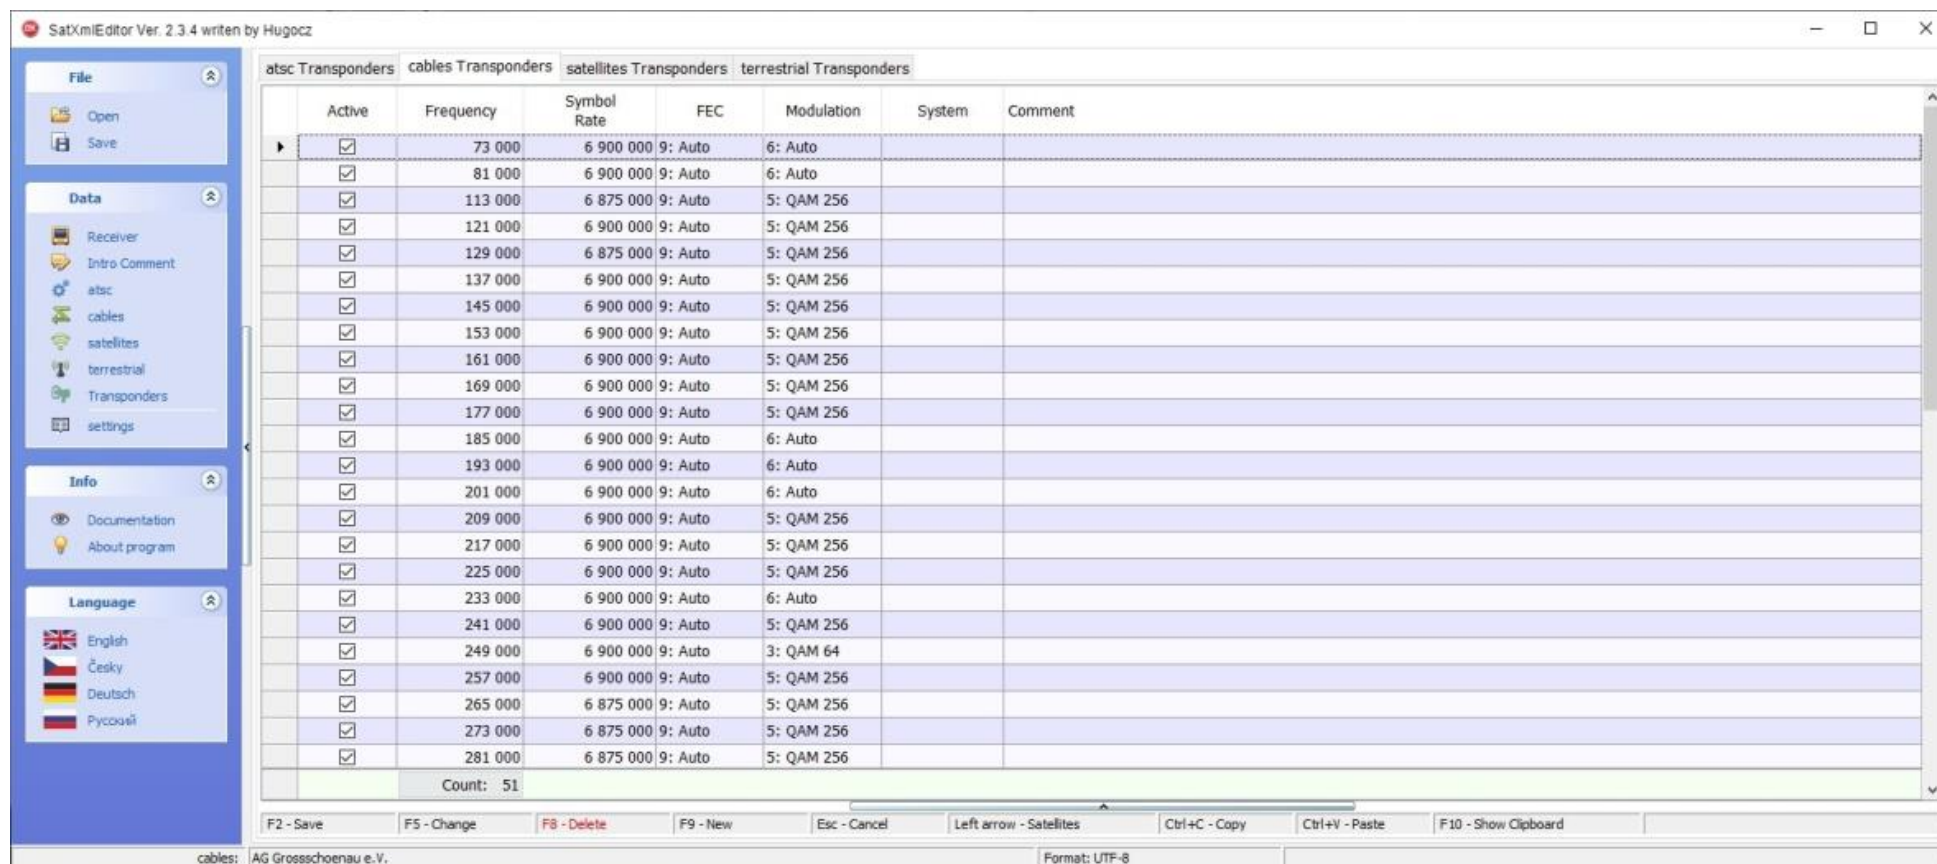 SatXmlEditor Ver. 2.3.4 writen by Hugocz
File
Open
Save
Data
Receiver
Intro Comment
atsc
cables
satellites
terrestrial
Transponders
settings
Info
Documentation
About program
Language
English
Česky
Deutsch
Русский
atsc Transponders cables Transponders satellites Transponders terrestrial Transponders
Active Frequency Symbol Rate FEC Modulation System Comment
73 000 6 900 000 9: Auto 6: Auto
81 000 6 900 000 9: Auto 6: Auto
113 000 6 875 000 9: Auto 5: QAM 256
121 000 6 900 000 9: Auto 5: QAM 256
129 000 6 875 000 9: Auto 5: QAM 256
137 000 6 900 000 9: Auto 5: QAM 256
145 000 6 900 000 9: Auto 5: QAM 256
153 000 6 900 000 9: Auto 5: QAM 256
161 000 6 900 000 9: Auto 5: QAM 256
169 000 6 900 000 9: Auto 5: QAM 256
177 000 6 900 000 9: Auto 5: QAM 256
185 000 6 900 000 9: Auto 6: Auto
193 000 6 900 000 9: Auto 6: Auto
201 000 6 900 000 9: Auto 6: Auto
209 000 6 900 000 9: Auto 5: QAM 256
217 000 6 900 000 9: Auto 5: QAM 256
225 000 6 900 000 9: Auto 5: QAM 256
233 000 6 900 000 9: Auto 6: Auto
241 000 6 900 000 9: Auto 5: QAM 256
249 000 6 900 000 9: Auto 3: QAM 64
257 000 6 900 000 9: Auto 5: QAM 256
265 000 6 875 000 9: Auto 5: QAM 256
273 000 6 875 000 9: Auto 5: QAM 256
281 000 6 875 000 9: Auto 5: QAM 256
Count: 51
F2 - Save F5 - Change F8 - Delete F9 - New Esc - Cancel Left arrow - Satellites Ctrl+C - Copy Ctrl+V - Paste F10 - Show Clipboard
cables: AG Grossschoenau e.V. Format: UTF-8